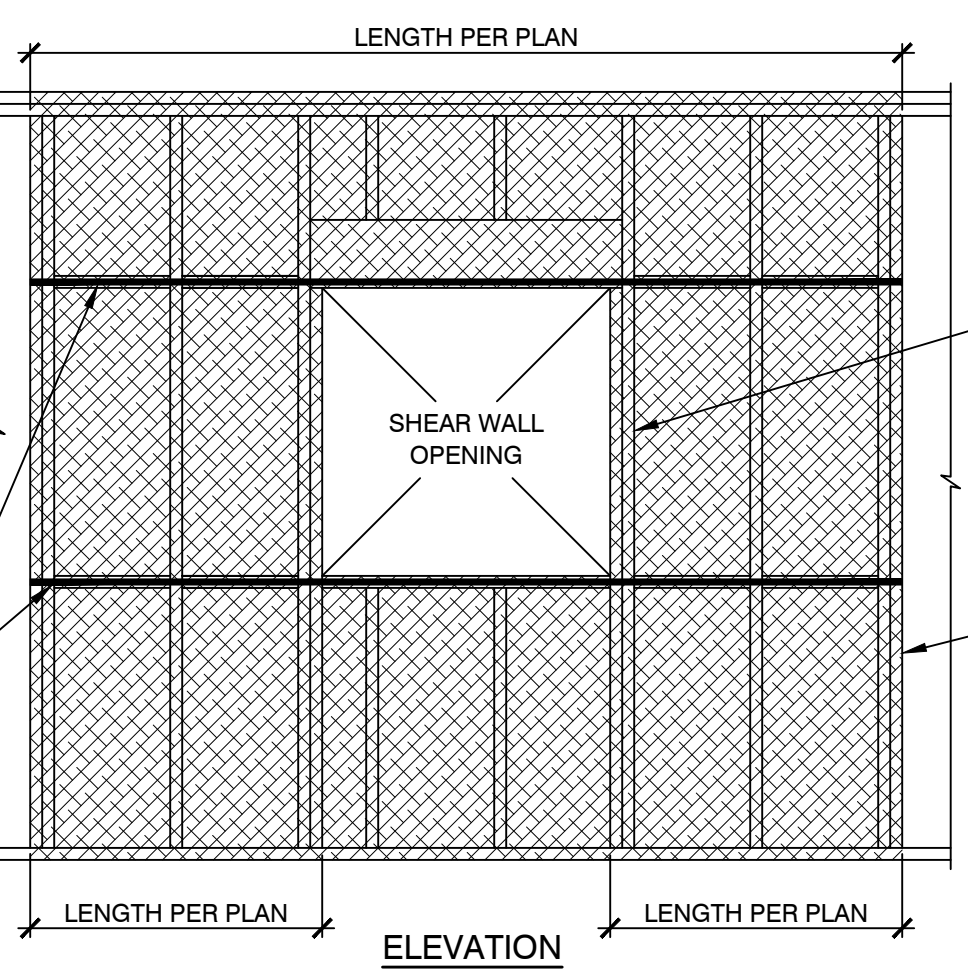 LENGTH PER PLAN
SHEAR WALL
OPENING
LENGTH PER PLAN
LENGTH PER PLAN
ELEVATION